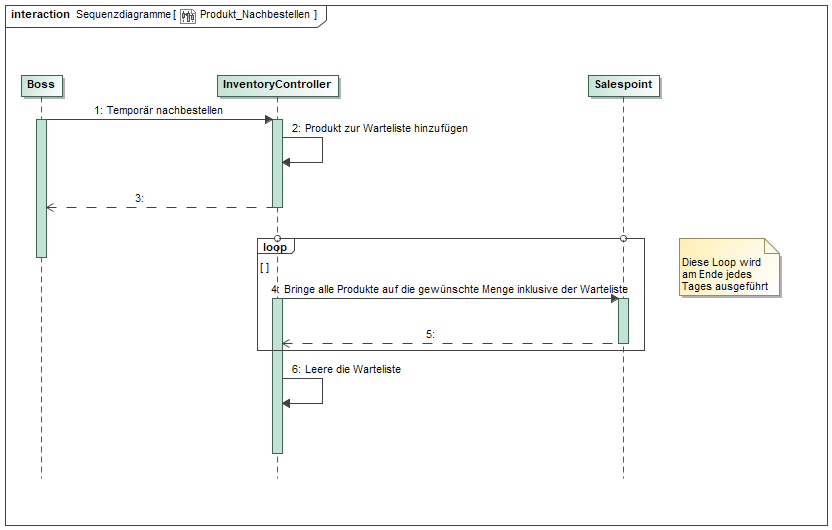 interaction Sequenzdiagramme[ Produkt_Nachbestellen ]
Boss
InventoryController
Salespoint
1: Temporär nachbestellen
2: Produkt zur Warteliste hinzufügen
3:
loop
[ ]
Diese Loop wird
am Ende jedes
Tages ausgeführt
4: Bringe alle Produkte auf die gewünschte Menge inklusive der Warteliste
5:
6: Leere die Warteliste